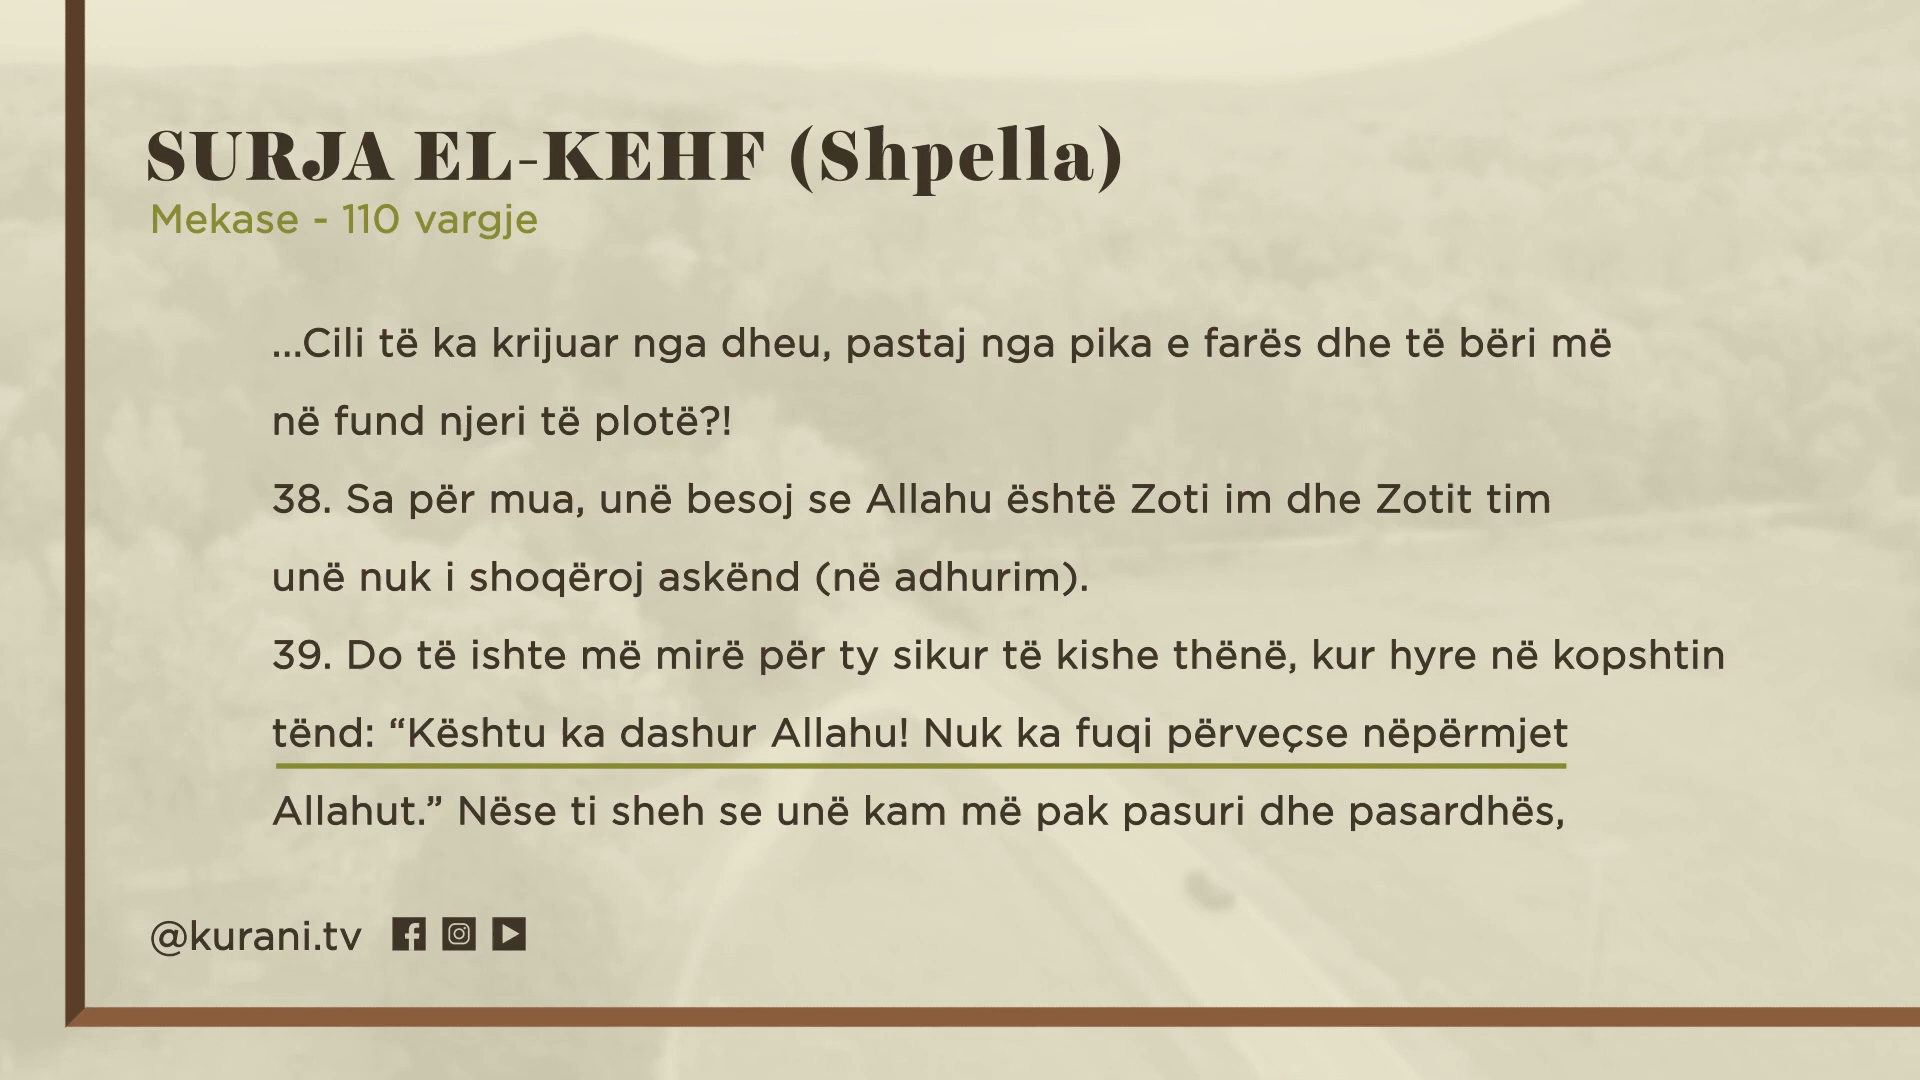 SURJA EL-KEHF (Shpella)
Mekase - 110 vargje
...Cili të ka krijuar nga dheu, pastaj nga pika e farës dhe të bëri më
në fund njeri të plotë?!
38. Sa për mua, unë besoj se Allahu është Zoti im dhe Zotit tim
unë nuk i shoqëroj askënd (në adhurim).
39. Do të ishte më mirë për ty sikur të kishe thënë, kur hyre në kopshtin
tënd: “Kështu ka dashur Allahu! Nuk ka fuqi përveçse nëpërmjet
Allahut.” Nëse ti sheh se unë kam më pak pasuri dhe pasardhës,
@kurani.tv